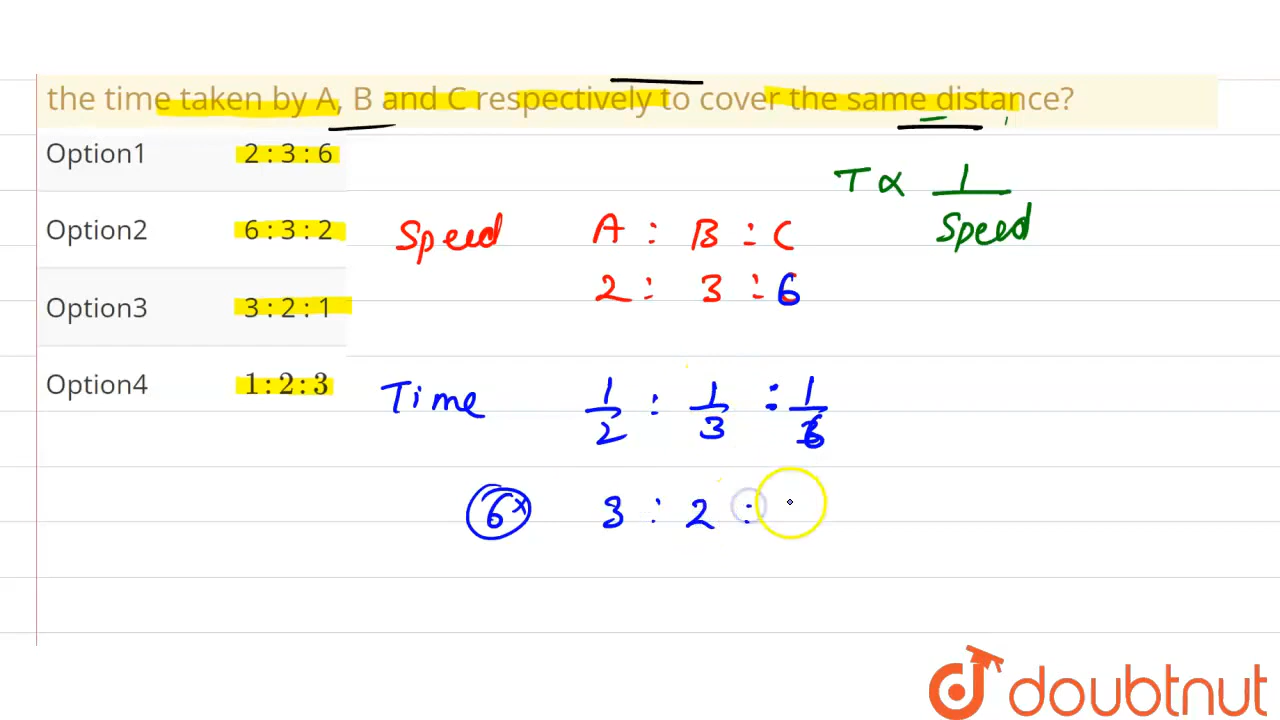 the time taken by A, B and C respectively to cover the same distance?
Option1 2 : 3 : 6
T ∝ 1/Speed
Option2 6 : 3 : 2
Speed A : B : C
2 : 3 : 6
Option3 3 : 2 : 1
Option4 1 : 2 : 3
Time 1/2 : 1/3 : 1/6
6x 3 : 2 :
doubtnut